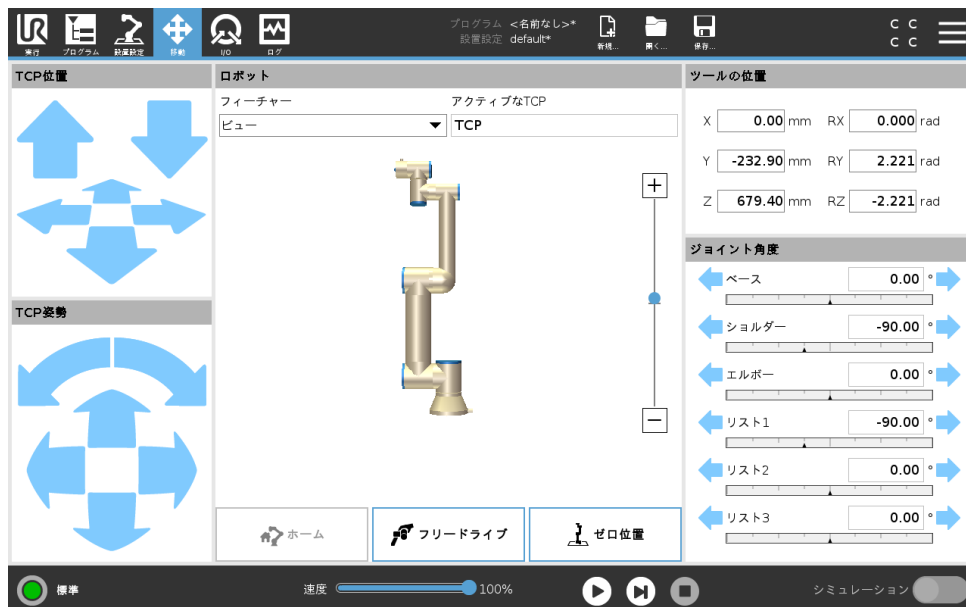 UR
実行
プログラム
設置設定
移動
I/O
ログ
プログラム <名前なし>*
設置設定 default*
新規...
開く...
保存...
C C
C C
TCP位置
ロボット
ツールの位置
フィーチャー
アクティブなTCP
ビュー
TCP
X 0.00 mm RX 0.000 rad
Y -232.90 mm RY 2.221 rad
Z 679.40 mm RZ -2.221 rad
ジョイント角度
ベース 0.00 °
ショルダー -90.00 °
エルボー 0.00 °
リスト1 -90.00 °
リスト2 0.00 °
リスト3 0.00 °
TCP姿勢
ホーム
フリードライブ
ゼロ位置
標準
速度 100%
シミュレーション